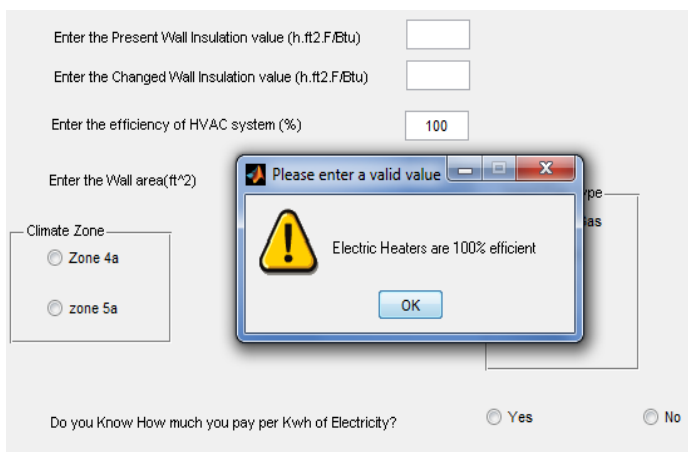 Enter the Present Wall Insulation value (h.ft2.F/Btu)
Enter the Changed Wall Insulation value (h.ft2.F/Btu)
Enter the efficiency of HVAC system (%)
100
Enter the Wall area(ft^2)
Please enter a valid value
Electric Heaters are 100% efficient
OK
Climate Zone
Zone 4a
zone 5a
Do you Know How much you pay per Kwh of Electricity?
Yes
No